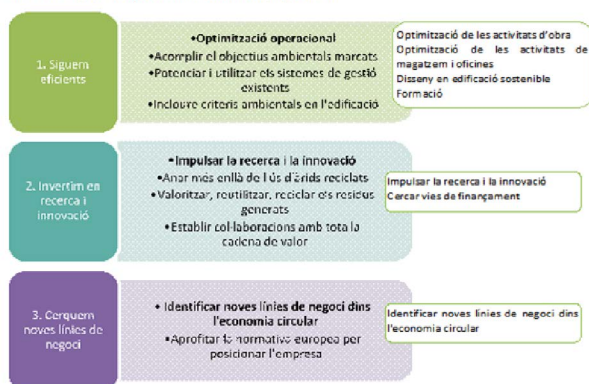 1. Siguem
eficients
•Optimització operacional
•Acomplir el objectius ambientals marcats
•Potenciar i utilitzar els sistemes de gestió
existents
•Incloure criteris ambientals en l'edificació
Optimització de les activitats d'obra
Optimització de les activitats de
magatzem i oficines
Disseny en edificació sostenible
Formació
2. Invertim en
recerca i
innovació
•Impulsar la recerca i la innovació
•Anar més enllà de l'ús d'àrids reciclats
•Valoritzar, reutilitzar, reciclar els residus
generats
•Establir col·laboracions amb tota la
cadena de valor
Impulsar la recerca i la innovació
Cercar vies de finançament
3. Cerquem
noves línies de
negoci
•Identificar noves línies de negoci dins
l'economia circular
•Aprofitar la normativa europea per
posicionar l'empresa
Identificar noves línies de negoci dins
l'economia circular